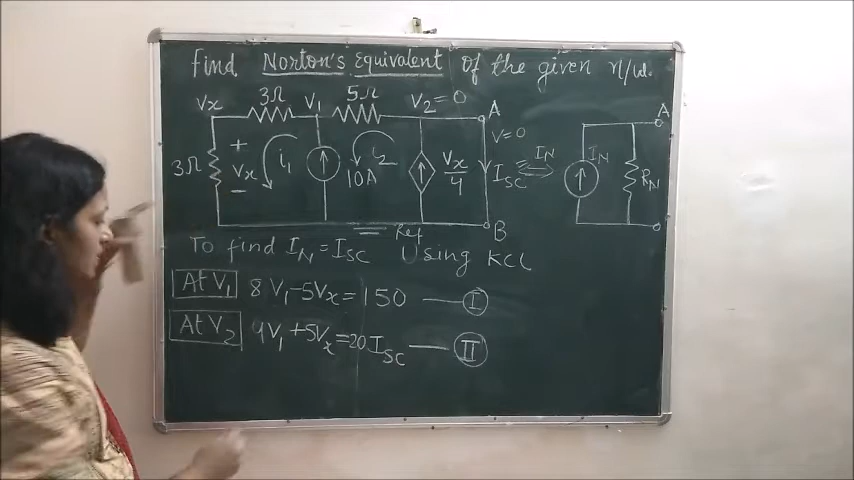 Find Norton's Equivalent of the given n/w.
Vx 3Ω V1 5Ω V2=0 A
3Ω + Vx − i1 10A i2 Vx/4 V=0 ISC IN
Ref B
IN RN A
To find IN = ISC Using KCL
At V1 8V1-5Vx=150 — I
At V2 4V1+5Vx=20ISC — II